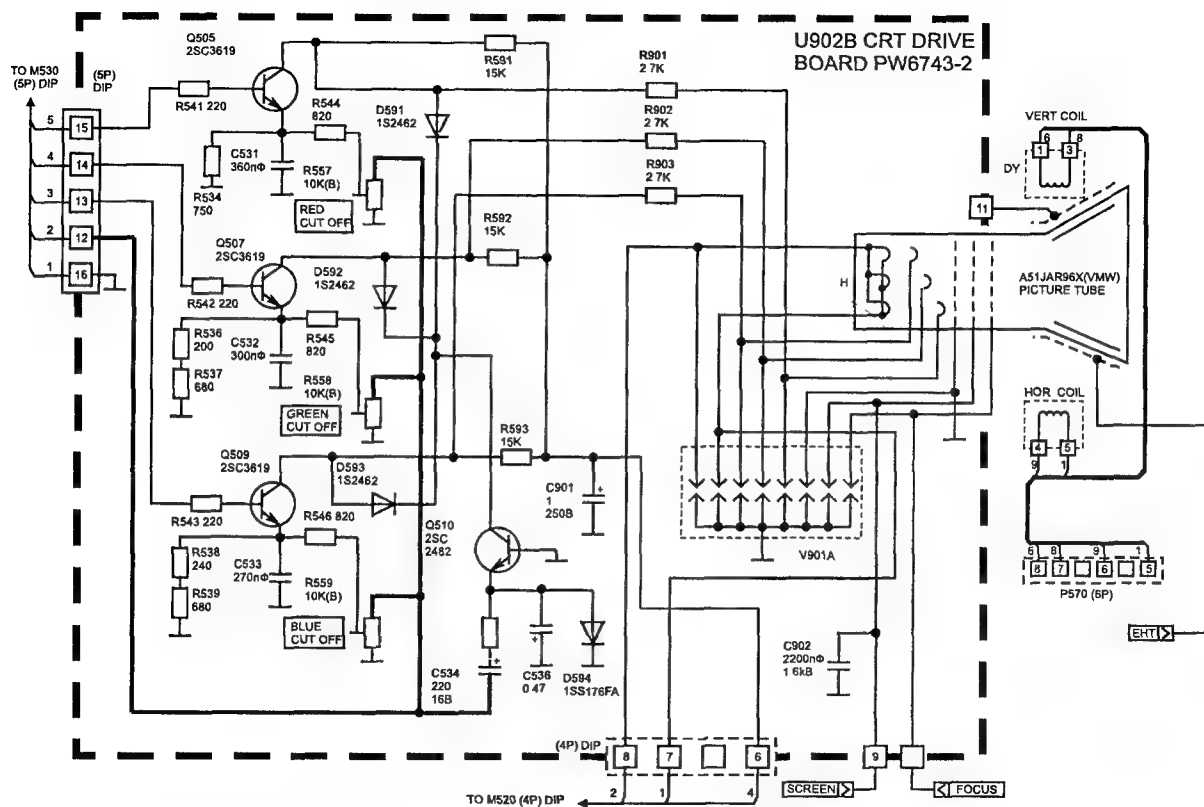 Q505
2SC3619
R591
15K
R901
2 7K
U902B CRT DRIVE
BOARD PW6743-2
TO M530
(5P) DIP
(5P)
DIP
R541 220
R544
820
D591
1S2462
R902
2 7K
VERT COIL
6
8
1
3
DY
5
15
4
14
3
13
2
12
1
16
C531
360nФ
R557
10K(B)
R534
750
RED
CUT OFF
R903
2 7K
11
R592
15K
Q507
2SC3619
D592
1S2462
H
A51JAR96X(VMW)
PICTURE TUBE
R542 220
R536
200
R537
680
C532
300nФ
R545
820
R558
10K(B)
GREEN
CUT OFF
HOR COIL
4
5
9
1
R593
15K
Q509
2SC3619
D593
1S2462
C901
1
250B
+
Q510
2SC
2482
R543 220
R546 820
V901A
R538
240
R539
680
C533
270nФ
R559
10K(B)
BLUE
CUT OFF
6
8
9
1
8
7
6
5
P570 (6P)
EHT
+
C534
220
16B
+
C536
0 47
D594
1SS176FA
C902
2200nФ
1 6kB
(4P) DIP
8
7
6
9
2
1
4
TO M520 (4P) DIP
SCREEN
FOCUS